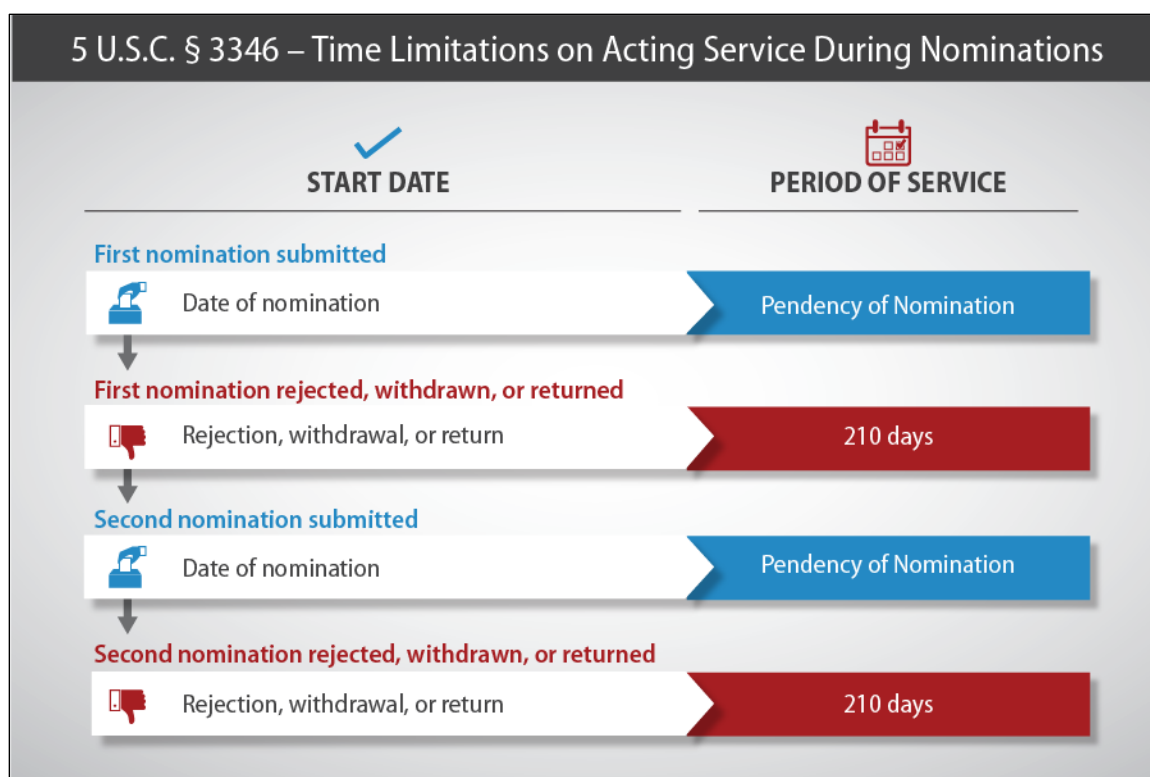 5 U.S.C. § 3346 – Time Limitations on Acting Service During Nominations
START DATE
PERIOD OF SERVICE
First nomination submitted
Date of nomination
Pendency of Nomination
First nomination rejected, withdrawn, or returned
Rejection, withdrawal, or return
210 days
Second nomination submitted
Date of nomination
Pendency of Nomination
Second nomination rejected, withdrawn, or returned
Rejection, withdrawal, or return
210 days